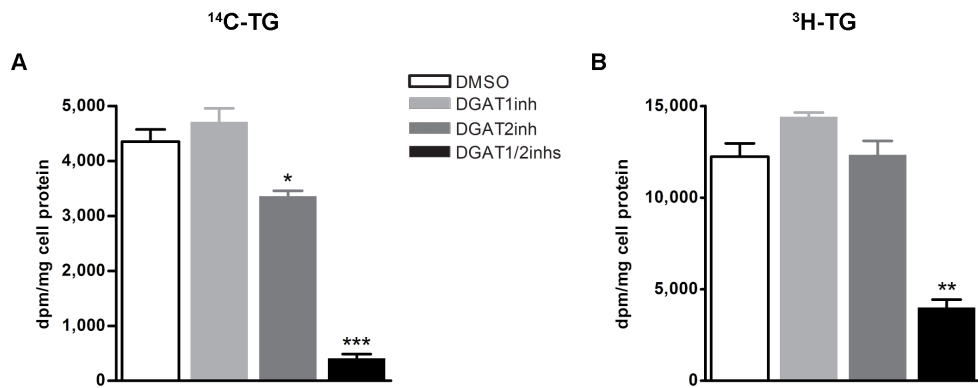 ¹⁴C-TG
³H-TG
A
B
DMSO
DGAT1inh
DGAT2inh
DGAT1/2inhs
dpm/mg cell protein
5,000
4,000
3,000
2,000
1,000
0
*
***
dpm/mg cell protein
15,000
10,000
5,000
0
**